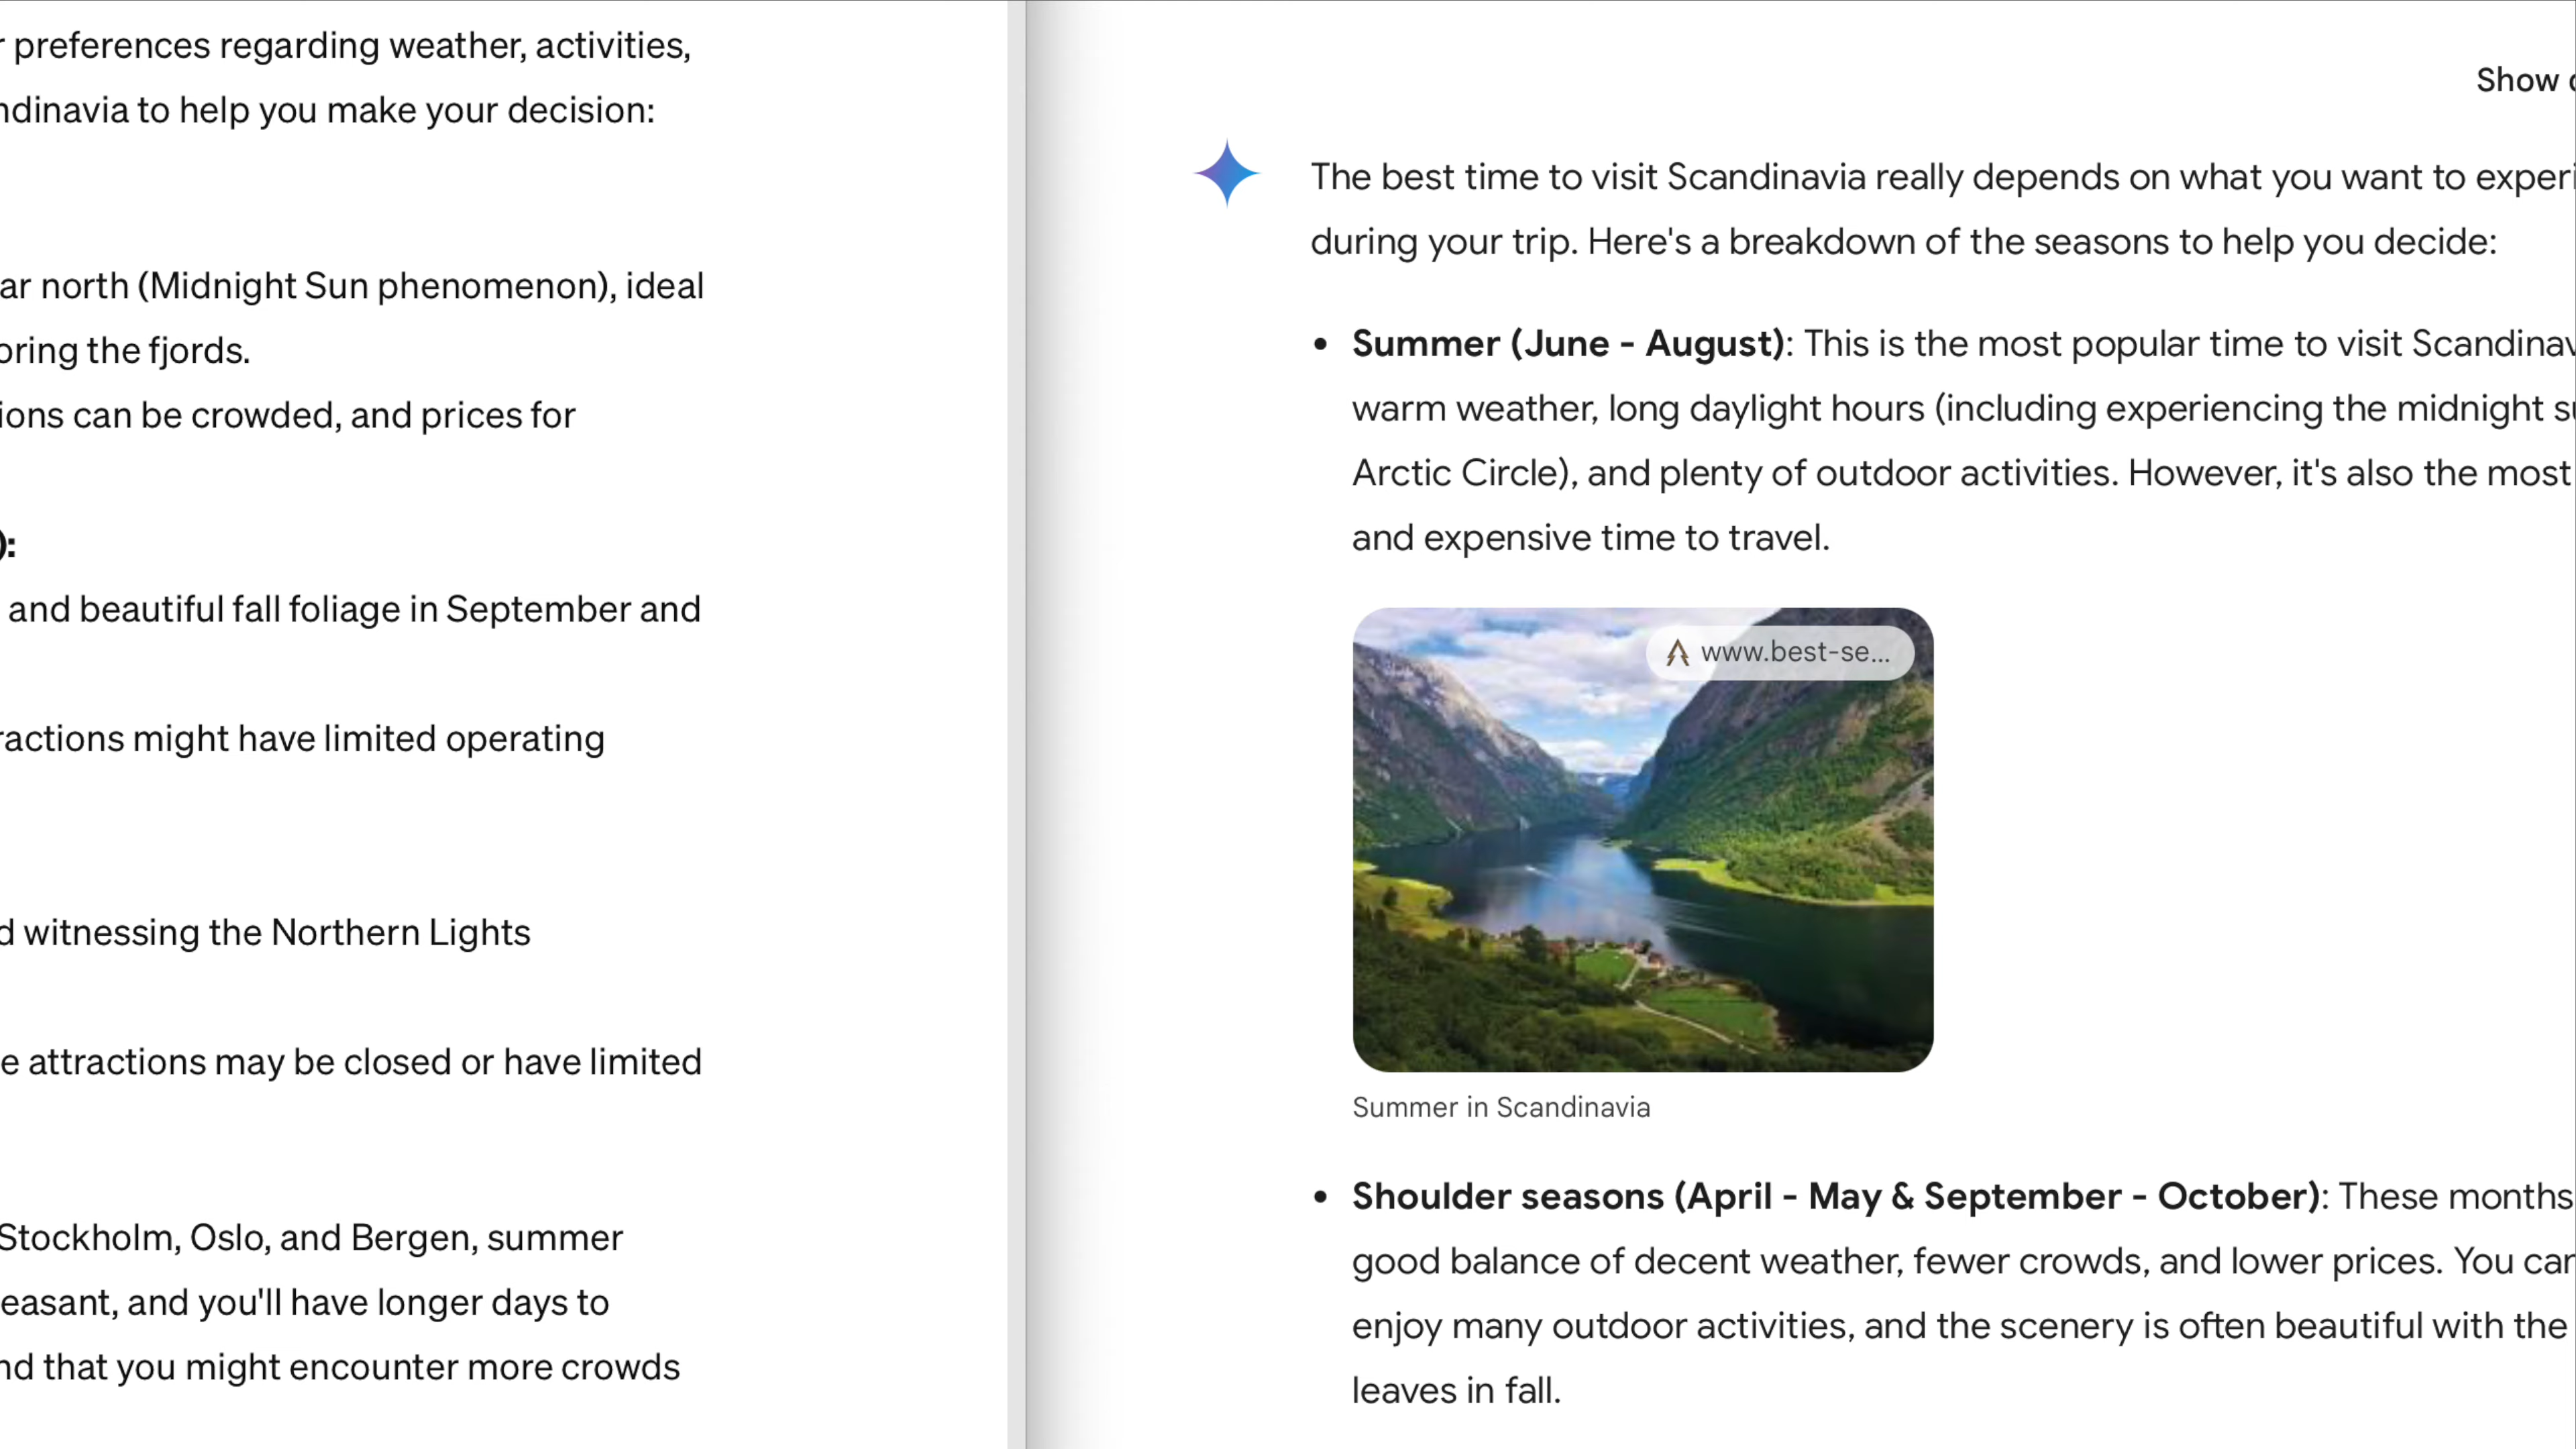 preferences regarding weather, activities,
ndinavia to help you make your decision:
ar north (Midnight Sun phenomenon), ideal
oring the fjords.
ions can be crowded, and prices for
):
and beautiful fall foliage in September and
ractions might have limited operating
d witnessing the Northern Lights
e attractions may be closed or have limited
Stockholm, Oslo, and Bergen, summer
easant, and you'll have longer days to
nd that you might encounter more crowds
Show
The best time to visit Scandinavia really depends on what you want to experi
during your trip. Here's a breakdown of the seasons to help you decide:
• Summer (June - August): This is the most popular time to visit Scandinav
warm weather, long daylight hours (including experiencing the midnight su
Arctic Circle), and plenty of outdoor activities. However, it's also the most
and expensive time to travel.
www.best-se...
Summer in Scandinavia
• Shoulder seasons (April - May & September - October): These months
good balance of decent weather, fewer crowds, and lower prices. You can
enjoy many outdoor activities, and the scenery is often beautiful with the
leaves in fall.